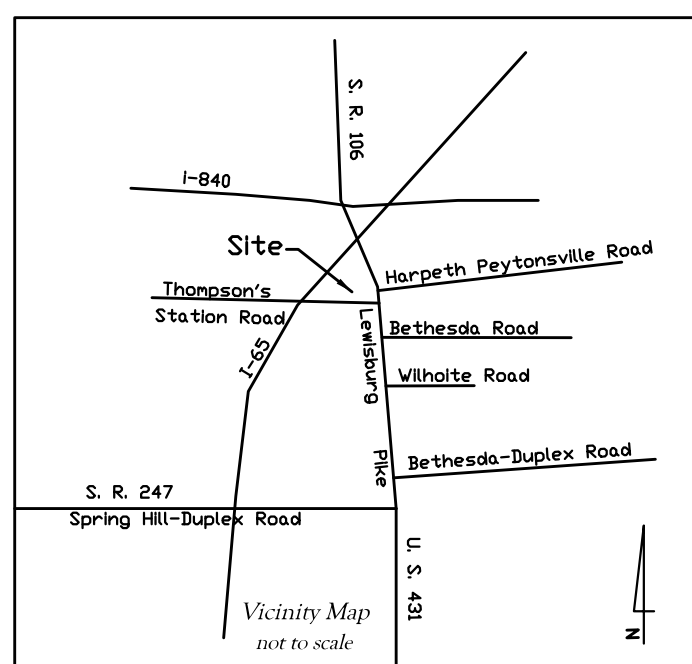 S. R. 106
i-840
Site
Harpeth Peytonsville Road
Thompson's
Station Road
Lewisburg
Pike
Bethesda Road
I-65
Wilhoite Road
Bethesda-Duplex Road
S. R. 247
Spring Hill-Duplex Road
U. S. 431
Vicinity Map
not to scale
N